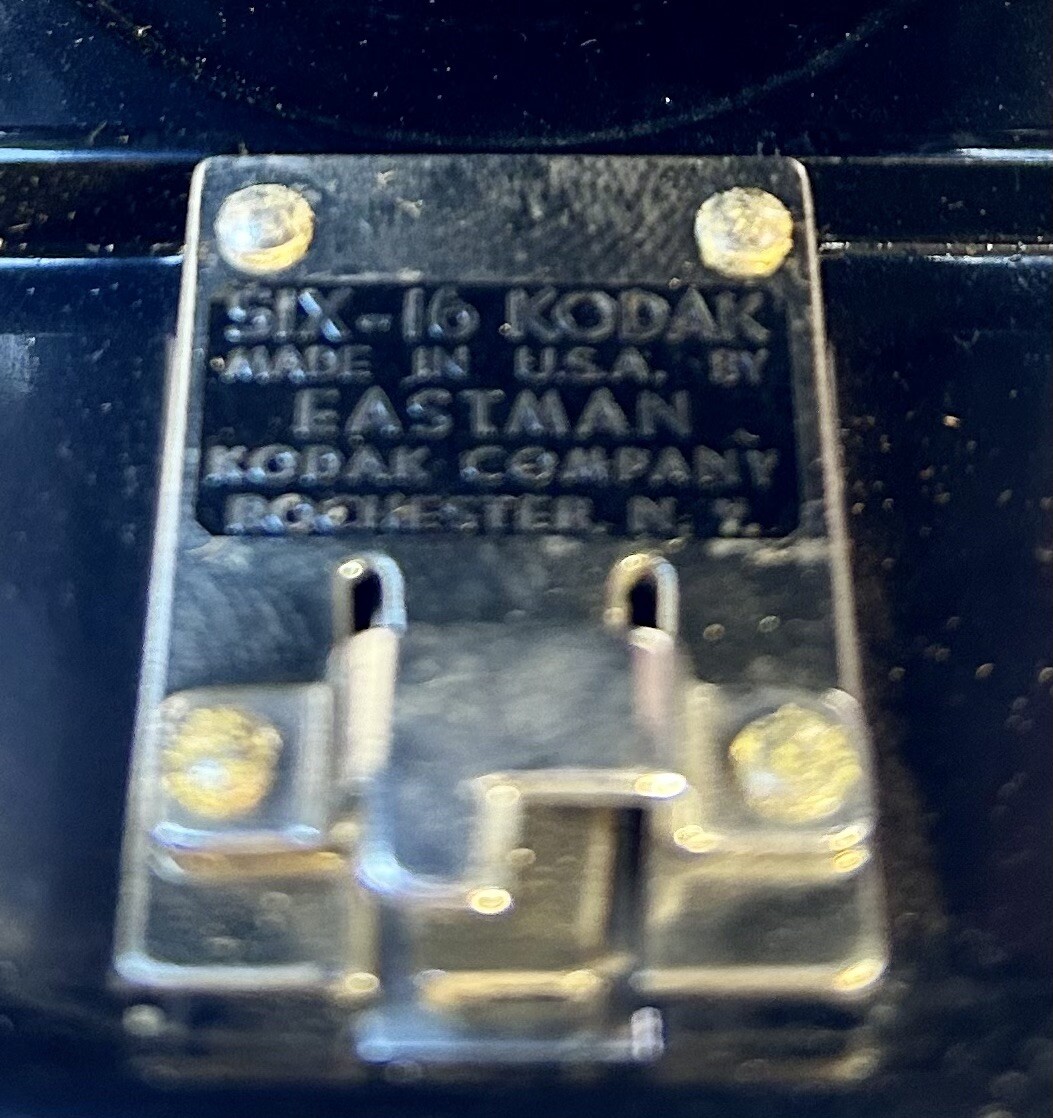 SIX-16 KODAK
MADE IN U.S.A. BY
EASTMAN
KODAK COMPANY
ROCHESTER, N.Y.